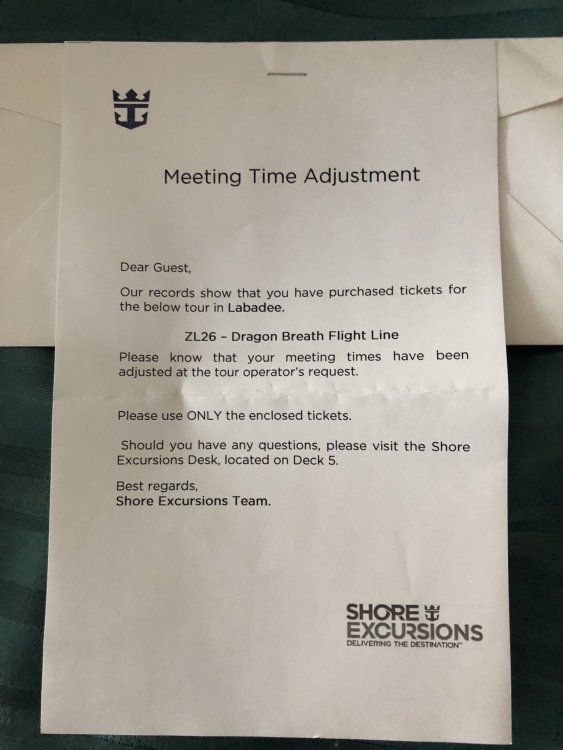 Meeting Time Adjustment
Dear Guest,
Our records show that you have purchased tickets for
the below tour in Labadee.
ZL26 – Dragon Breath Flight Line
Please know that your meeting times have been
adjusted at the tour operator's request.
Please use ONLY the enclosed tickets.
Should you have any questions, please visit the Shore
Excursions Desk, located on Deck 5.
Best regards,
Shore Excursions Team.
SHORE
EXCURSIONS
DELIVERING THE DESTINATION™